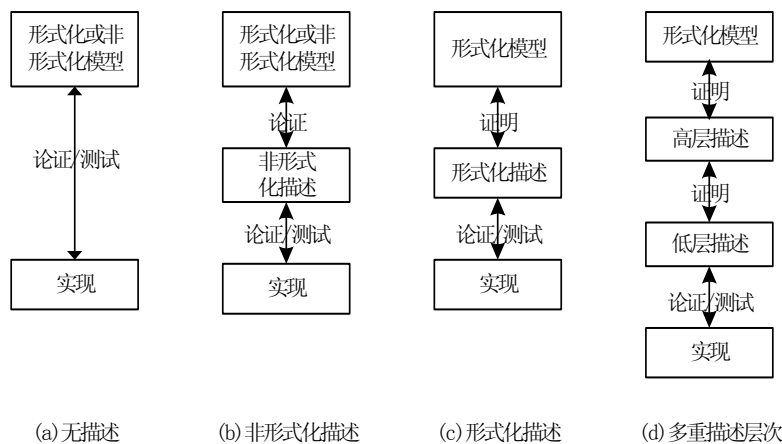 形式化或非
形式化模型
论证/测试
实现
(a)无描述
形式化或非
形式化模型
论证
非形式
化描述
论证/测试
实现
(b)非形式化描述
形式化模型
证明
形式化描述
论证/测试
实现
(c)形式化描述
形式化模型
证明
高层描述
证明
低层描述
论证/测试
实现
(d)多重描述层次